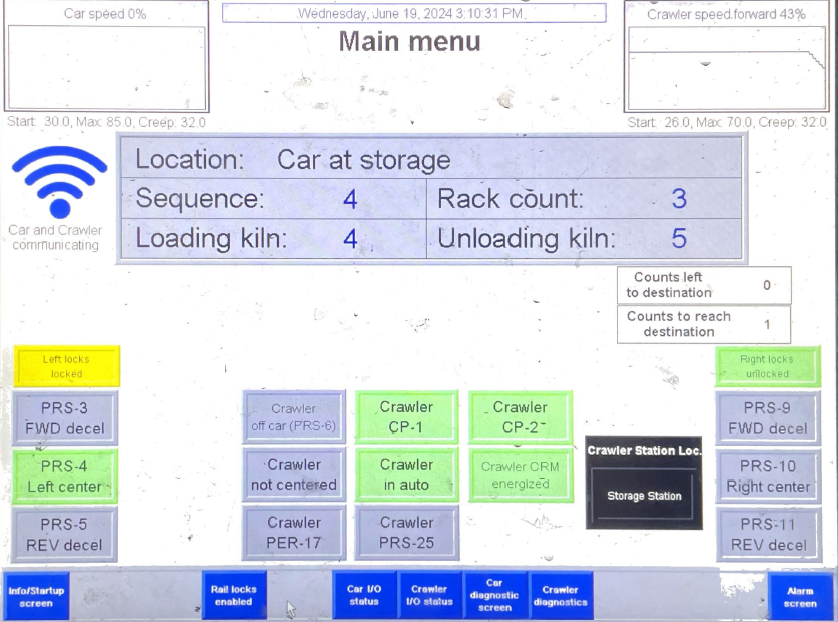 Car speed 0%
Wednesday, June 19, 2024 3:10:31 PM
Crawler speed forward 43%
Main menu
Start: 30.0, Max: 85.0, Creep: 32.0
Start: 26.0, Max: 70.0, Creep: 32.0
Location: Car at storage
Sequence: 4 Rack count: 3
Loading kiln: 4 Unloading kiln: 5
Car and Crawler
communicating
Counts left
to destination 0
Counts to reach
destination 1
Left locks
locked
Right locks
unlocked
PRS-3
FWD decel
Crawler
off car (PRS-6)
Crawler
CP-1
Crawler
CP-2
PRS-9
FWD decel
PRS-4
Left center
Crawler
not centered
Crawler
in auto
Crawler CRM
energized
Crawler Station Loc.
Storage Station
PRS-10
Right center
PRS-5
REV decel
Crawler
PER-17
Crawler
PRS-25
PRS-11
REV decel
Info/Startup
screen
Rail locks
enabled
Car I/O
status
Crawler
I/O status
Car
diagnostic
screen
Crawler
diagnostics
Alarm
screen